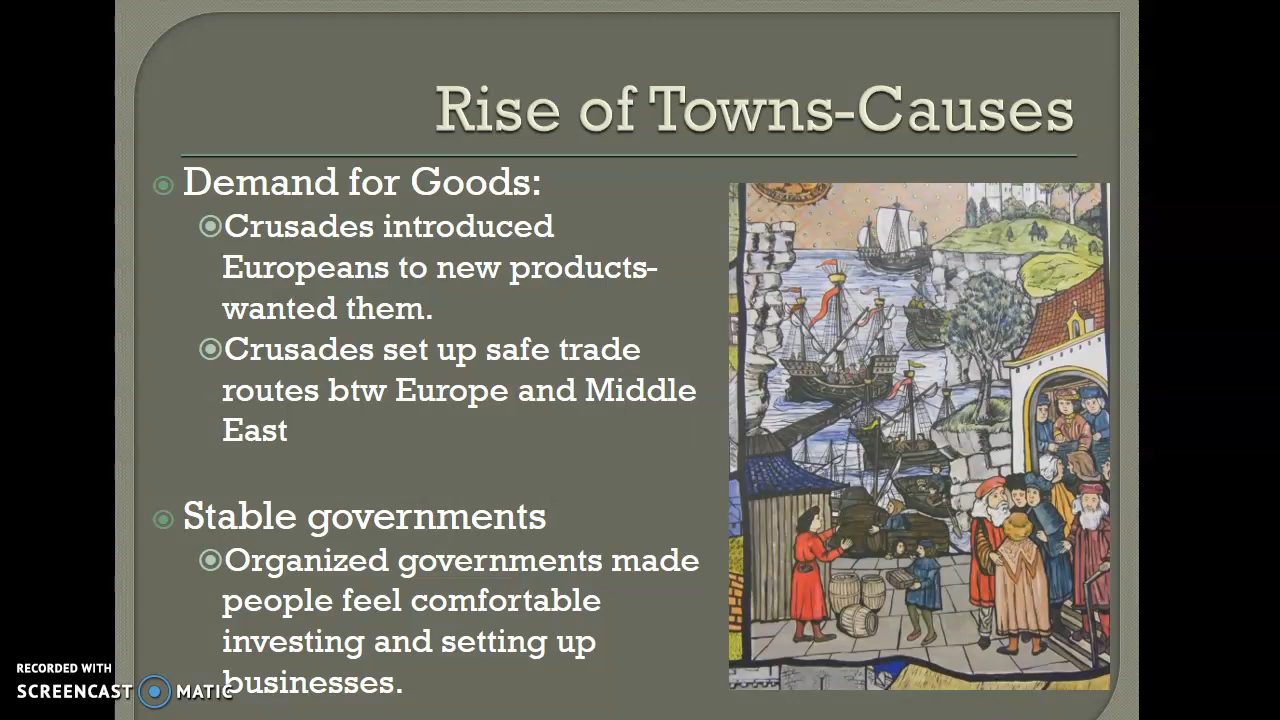 Rise of Towns-Causes
Demand for Goods:
Crusades introduced
Europeans to new products-
wanted them.
Crusades set up safe trade
routes btw Europe and Middle
East
Stable governments
Organized governments made
people feel comfortable
investing and setting up
businesses.
RECORDED WITH
SCREENCAST MATIC